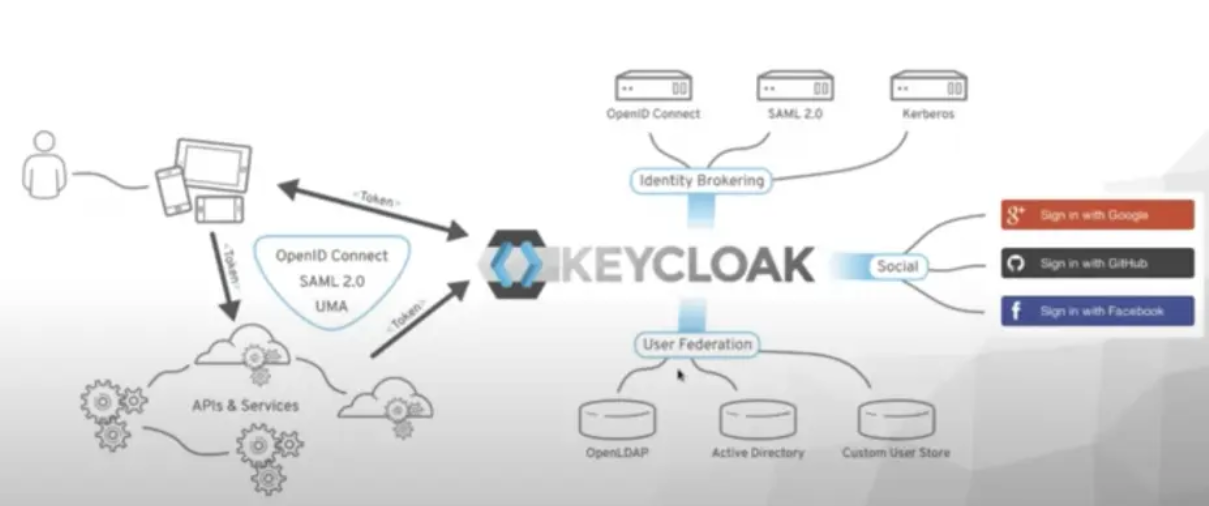 OpenID Connect
SAML 2.0
Kerberos
Identity Brokering
<Token>
<Token>
OpenID Connect
SAML 2.0
UMA
<Token>
KEYCLOAK
Social
g+ Sign in with Google
Sign in with GitHub
f Sign in with Facebook
User Federation
APIs & Services
OpenLDAP
Active Directory
Custom User Store